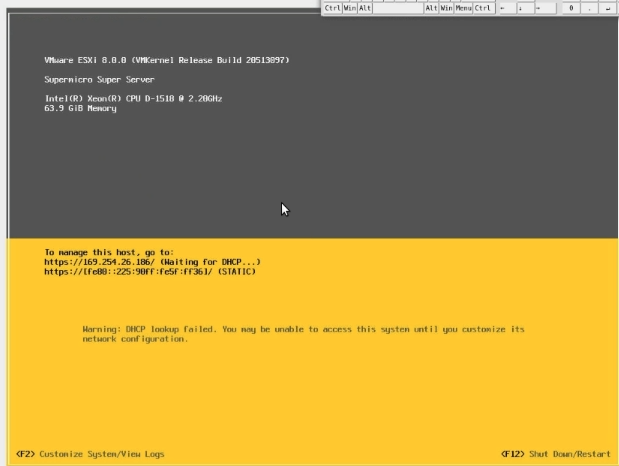 Ctrl Win Alt Alt Win Menu Ctrl ← ↓ → 0 . ↵
VMware ESXi 8.0.0 (VMKernel Release Build 20513097)
Supermicro Super Server
Intel(R) Xeon(R) CPU D-1518 @ 2.20GHz
63.9 GiB Memory
To manage this host, go to:
https://169.254.26.186/ (Waiting for DHCP...)
https://[fe80::225:90ff:fe5f:ff36]/ (STATIC)
Warning: DHCP lookup failed. You may be unable to access this system until you customize its
network configuration.
<F2> Customize System/View Logs
<F12> Shut Down/Restart